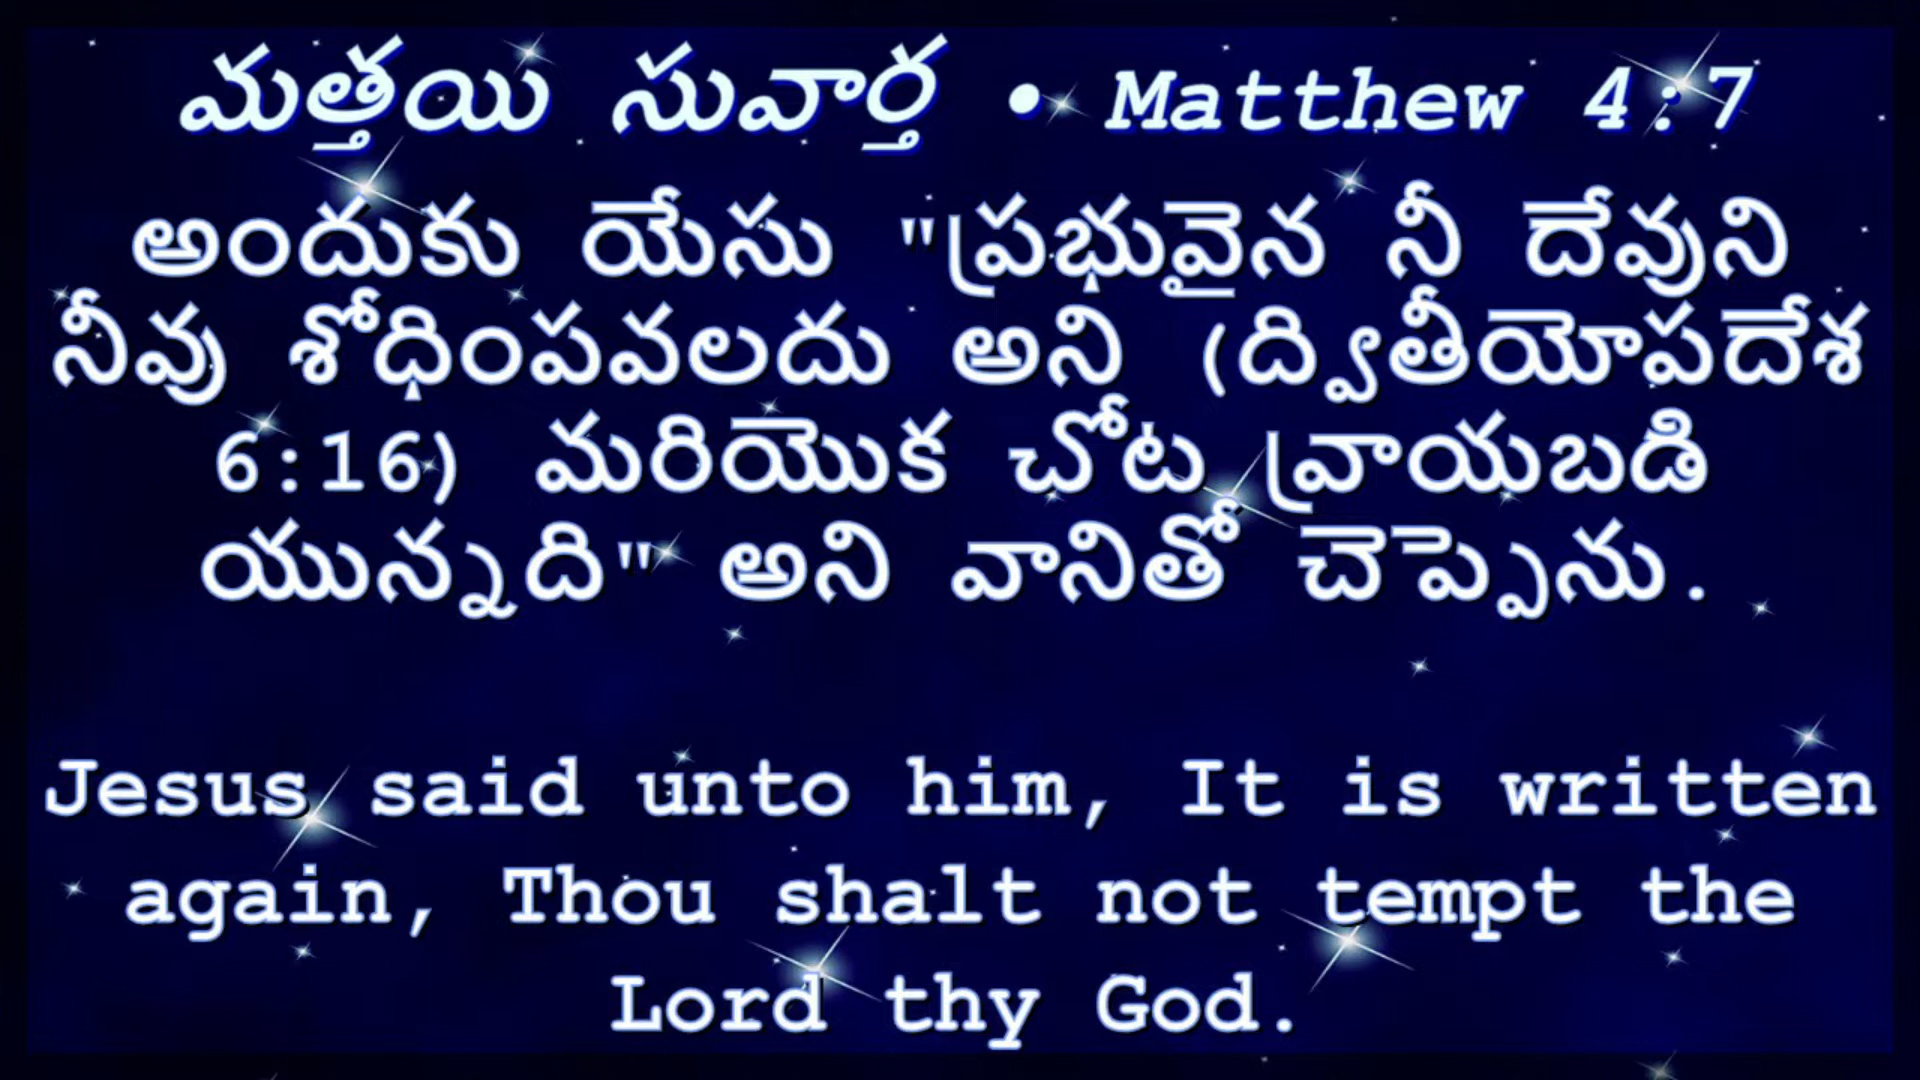 మత్తయి సువార్త • Matthew 4:7
అందుకు యేసు "ప్రభువైన నీ దేవుని
నీవు శోధింపవలదు అని (ద్వితీయోపదేశ
6:16) మరియొక చోట వ్రాయబడి
యున్నది" అని వానితో చెప్పెను.
Jesus said unto him, It is written
again, Thou shalt not tempt the
Lord thy God.